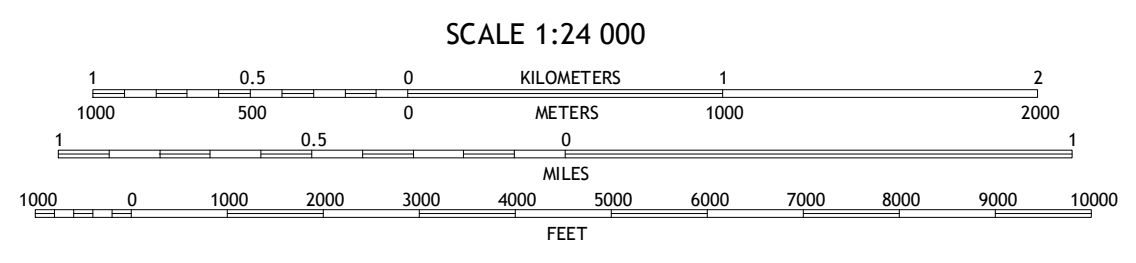 SCALE 1:24 000
1 0.5 0 KILOMETERS 1 2
1000 500 0 METERS 1000 2000
1 0.5 0 1
MILES
1000 0 1000 2000 3000 4000 5000 6000 7000 8000 9000 10000
FEET